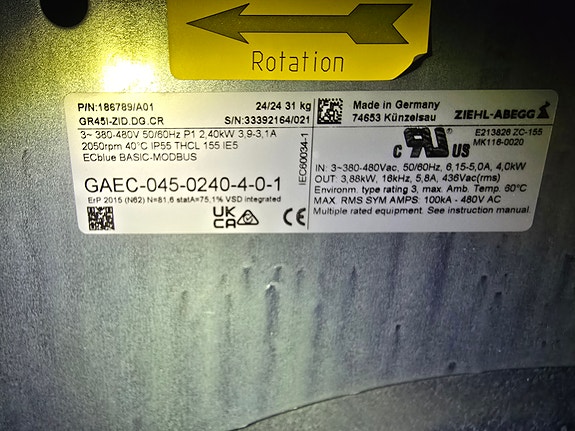 Rotation
P/N:186789/A01 24/24 31 kg
GR45I-ZID.DG.CR S/N:33392164/021
3~ 380-480V 50/60Hz P1 2,40kW 3,9-3,1A
2050rpm 40°C IP55 THCL 155 IE5
ECblue BASIC-MODBUS
GAEC-045-0240-4-0-1
ErP 2015 (N62) N=81,6 statA=75,1% VSD integrated
UK
CA
CE
IEC60034-1
Made in Germany
74653 Künzelsau
ZIEHL-ABEGG
C RU US
E213826 ZC-155
MK116-0020
IN: 3~380-480Vac, 50/60Hz, 6,15-5,0A, 4,0kW
OUT: 3,88kW, 16kHz, 5,8A, 436Vac(rms)
Environm. type rating 3, max. Amb. Temp. 60°C
MAX. RMS SYM AMPS: 100kA - 480V AC
Multiple rated equipment. See instruction manual